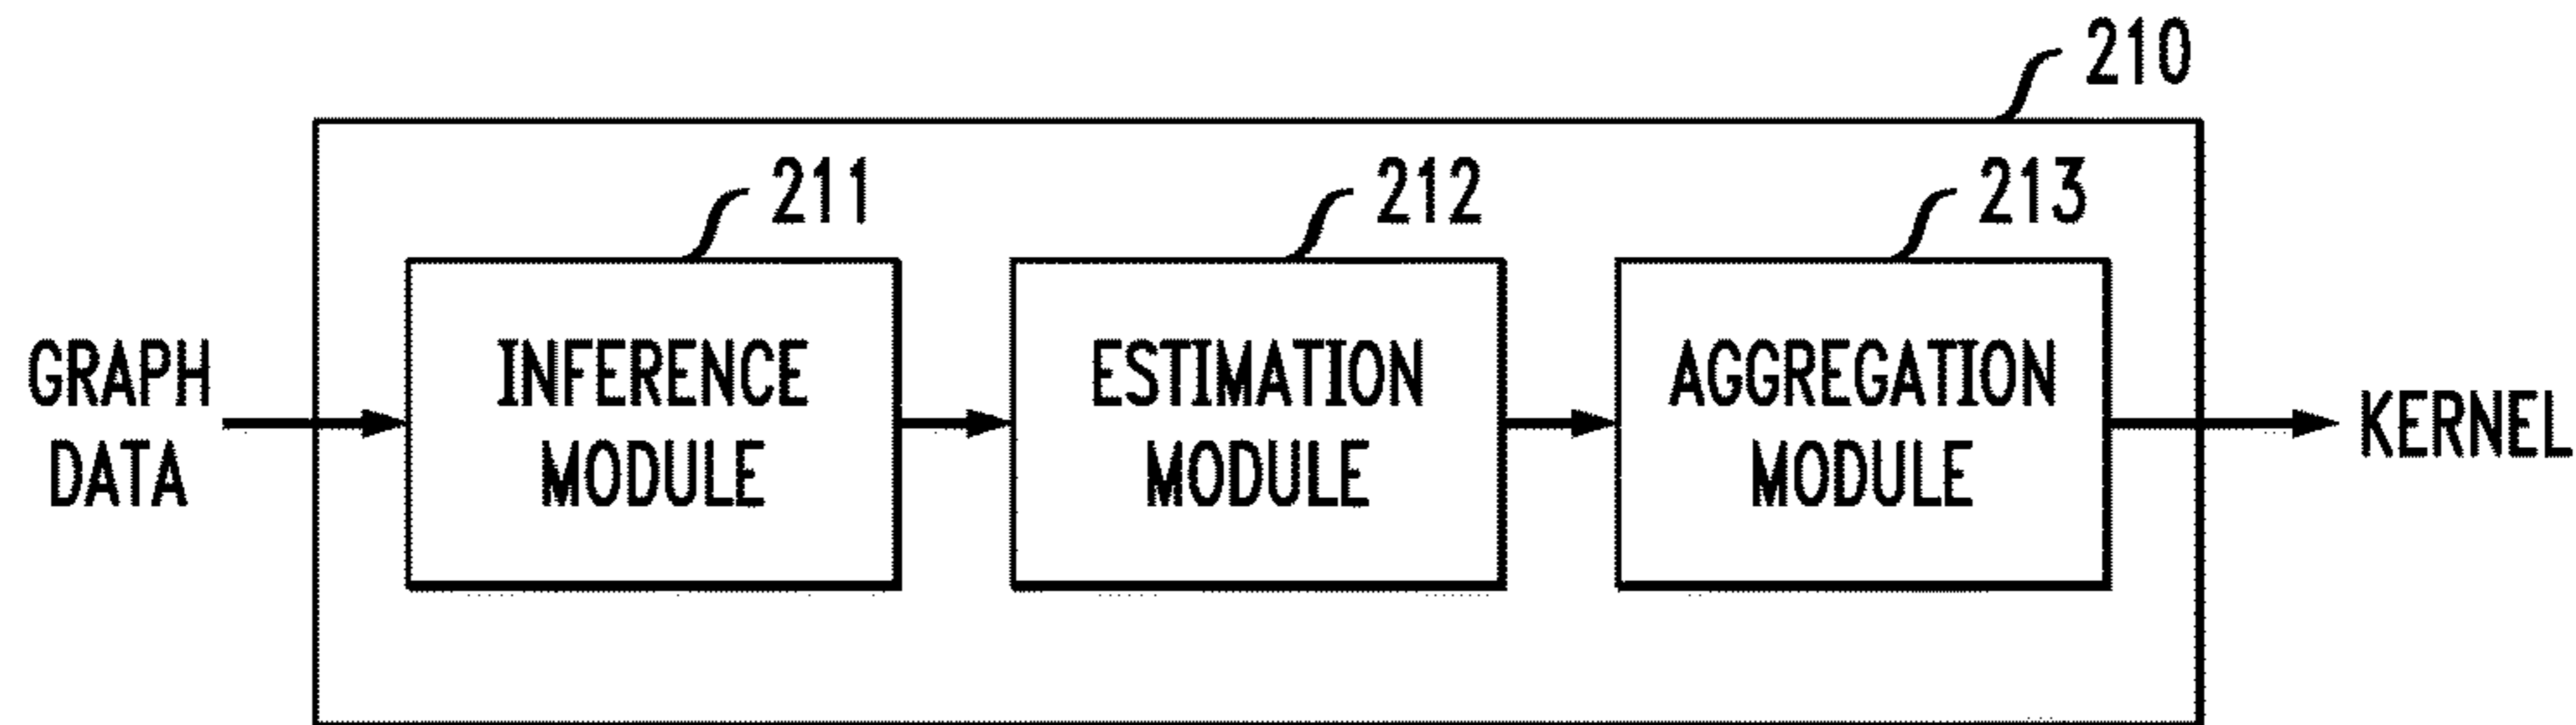 210
211
212
213
GRAPH
DATA
INFERENCE
MODULE
ESTIMATION
MODULE
AGGREGATION
MODULE
KERNEL